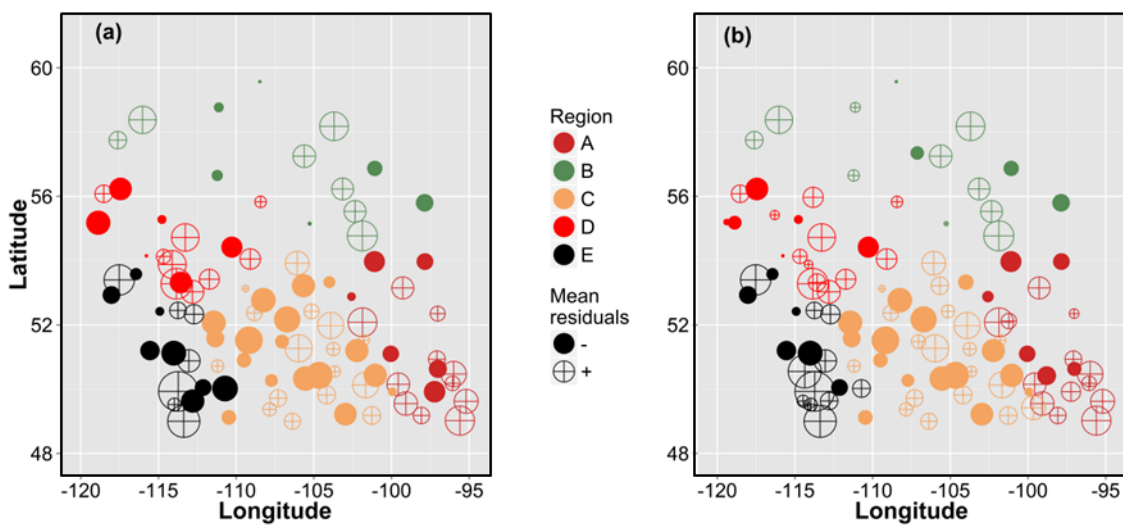 (a)
(b)
60
56
52
48
Latitude
-120 -115 -110 -105 -100 -95
Longitude
Region
A
B
C
D
E
Mean
residuals
-
+
60
56
52
48
-120 -115 -110 -105 -100 -95
Longitude